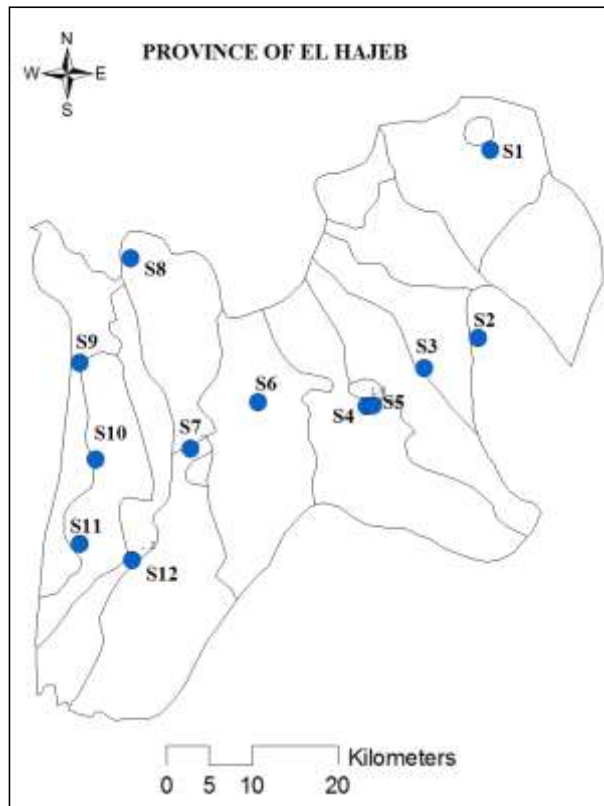 PROVINCE OF EL HAJEB
N
W E
S
S1
S8
S2
S9
S3
S6
S4
S5
S7
S10
S11
S12
Kilometers
0 5 10 20